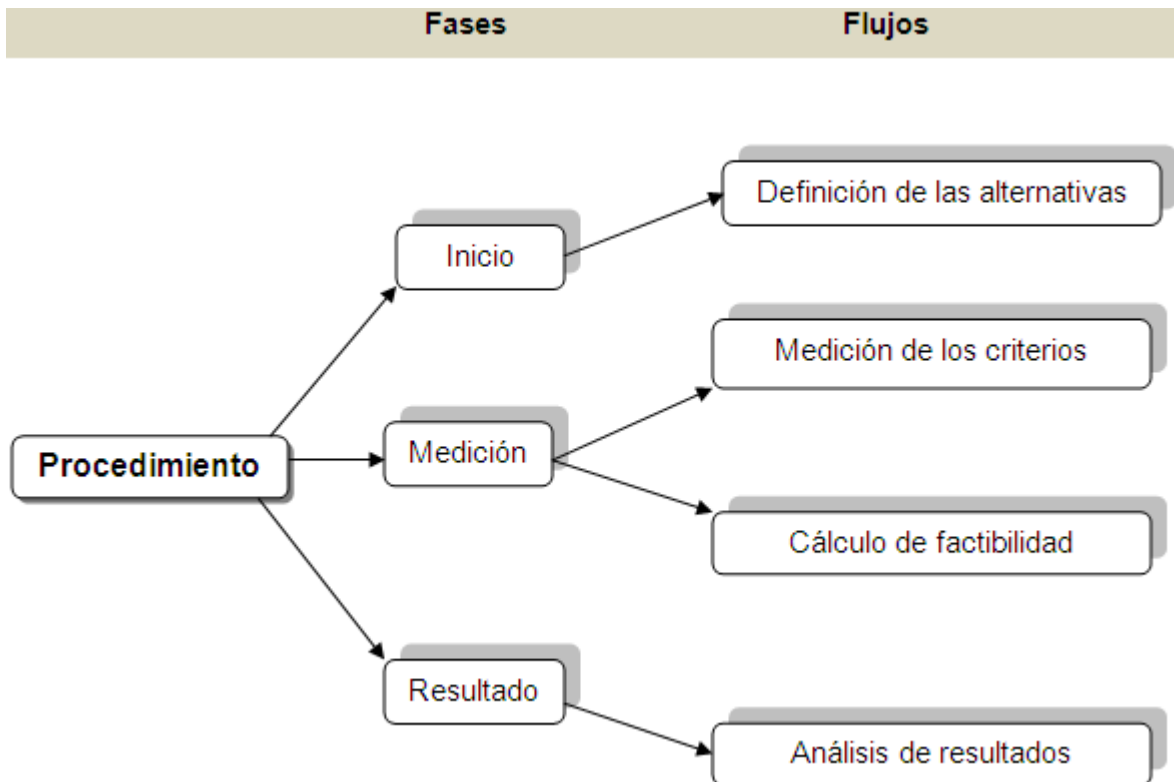 Fases
Flujos
Definición de las alternativas
Inicio
Medición de los criterios
Procedimiento
Medición
Cálculo de factibilidad
Resultado
Análisis de resultados